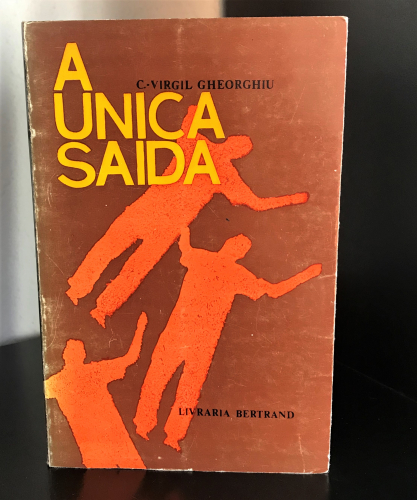 A
C.-VIRGIL GHEORGHIU
UNICA
SAIDA
LIVRARIA BERTRAND